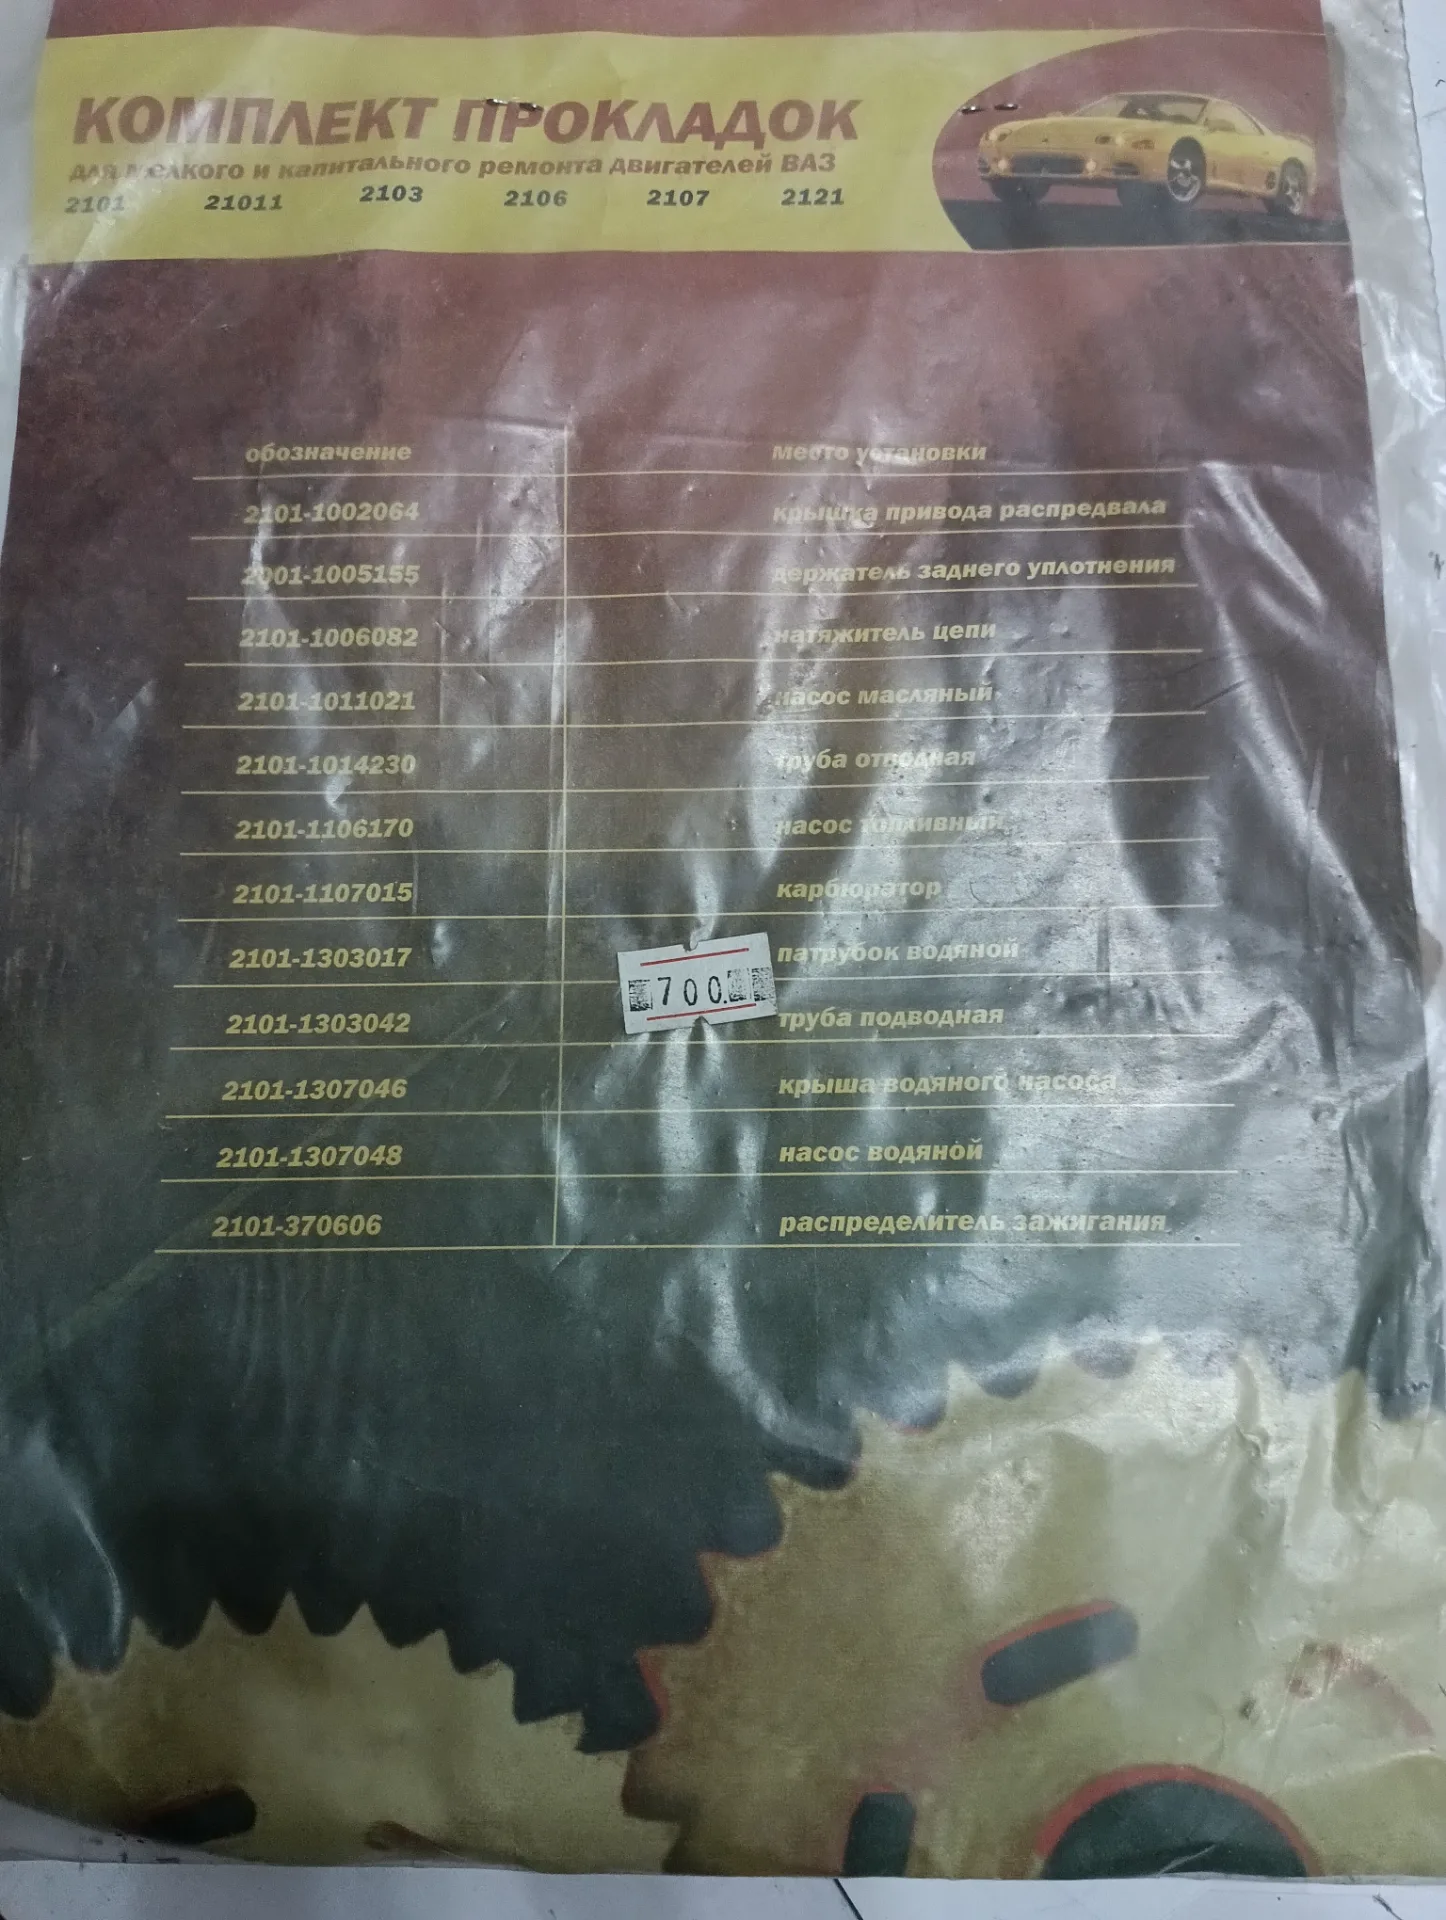 КОМПЛЕКТ ПРОКЛАДОК
для мелкого и капитального ремонта двигателей ВАЗ
2101 21011 2103 2106 2107 2121
обозначение место установки
2101-1002064 крышка привода распредвала
2001-1005155 держатель заднего уплотнения
2101-1006082 натяжитель цепи
2101-1011021 насос масляный
2101-1014230 труба отводная
2101-1106170 насос топливный
2101-1107015 карбюратор
2101-1303017 патрубок водяной
700.
2101-1303042 труба подводная
2101-1307046 крыша водяного насоса
2101-1307048 насос водяной
2101-370606 распределитель зажигания